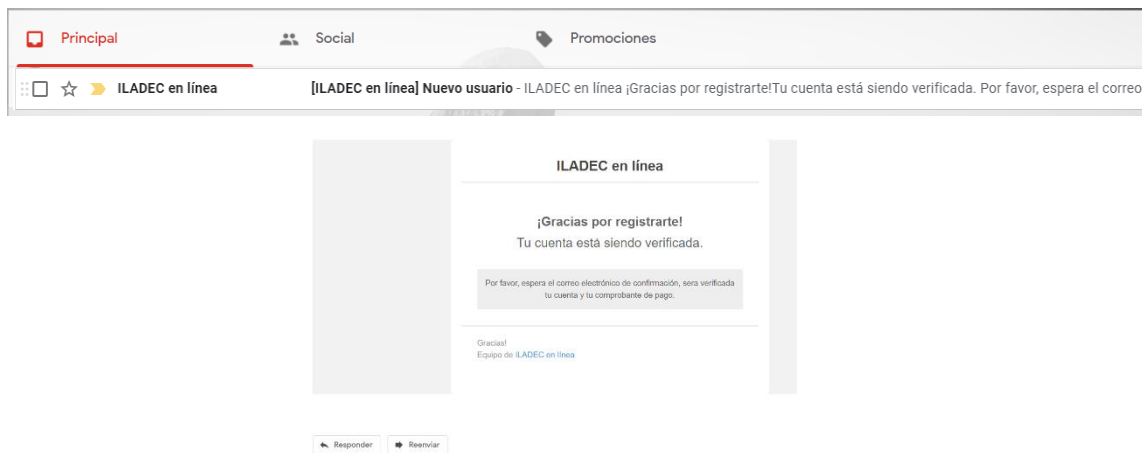 Principal Social Promociones
ILADEC en línea [ILADEC en línea] Nuevo usuario - ILADEC en línea ¡Gracias por registrarte!Tu cuenta está siendo verificada. Por favor, espera el correo
ILADEC en línea
¡Gracias por registrarte!
Tu cuenta está siendo verificada.
Por favor, espera el correo electrónico de confirmación, sera verificada
tu cuenta y tu comprobante de pago.
Gracias!
Equipo de ILADEC en línea
Responder Reenviar